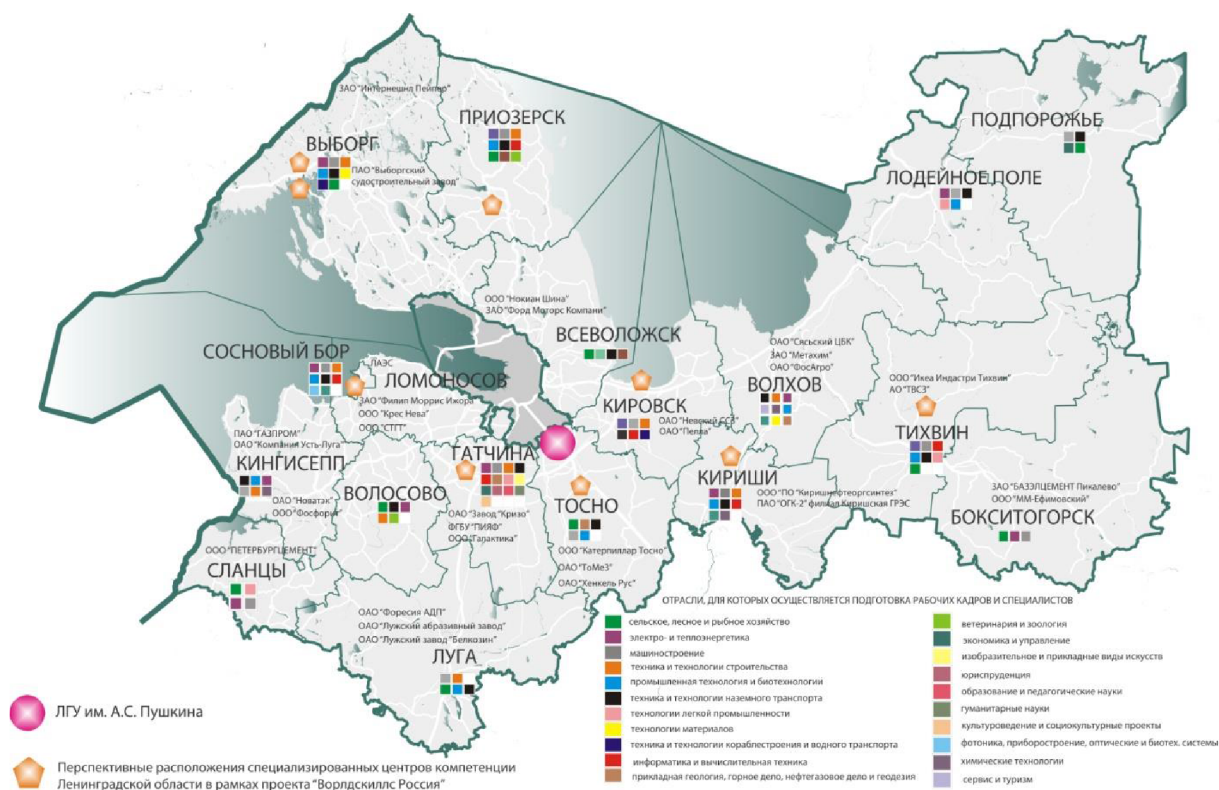 ЗАО "Интернешнл Пейпер"
ПРИОЗЕРСК
ВЫБОРГ
ПАО "Выборгский
судостроительный завод"
ПОДПОРОЖЬЕ
ЛОДЕЙНОЕ ПОЛЕ
ООО "Нокиан Шина"
ЗАО "Форд Моторс Компани"
ВСЕВОЛОЖСК
СОСНОВЫЙ БОР
ЛАЭС
ЛОМОНОСОВ
ЗАО "Филип Моррис Ижора"
ООО "Крес Нева"
ООО "СТГТ"
ОАО "Сясьский ЦБК"
ЗАО "Метахим"
ОАО "ФосАгро"
ВОЛХОВ
ООО "Икеа Индастри Тихвин"
АО "ТВСЗ"
ТИХВИН
КИРОВСК
ОАО "Невский ССЗ"
ОАО "Пелла"
ПАО "ГАЗПРОМ"
ОАО "Компания Усть-Луга"
КИНГИСЕПП
ОАО "Новатэк"
ООО "Фосфорит"
ГАТЧИНА
ОАО "Завод "Кризо"
ФГБУ "ПИЯФ"
ООО "Галактика"
ВОЛОСОВО
КИРИШИ
ООО "ПО "Киришнефтеоргсинтез"
ПАО "ОГК-2" филиал Киришская ГРЭС
ТОСНО
ООО "Катерпиллар Тосно"
ОАО "ТоМеЗ"
ОАО "Хенкель Рус"
ЗАО "БАЗЭЛЦЕМЕНТ Пикалево"
ООО "ММ-Ефимовский"
БОКСИТОГОРСК
ООО "ПЕТЕРБУРГЦЕМЕНТ"
СЛАНЦЫ
ОАО "Форесия АДП"
ОАО "Лужский абразивный завод"
ОАО "Лужский завод "Белкозин"
ЛУГА
ОТРАСЛИ, ДЛЯ КОТОРЫХ ОСУЩЕСТВЛЯЕТСЯ ПОДГОТОВКА РАБОЧИХ КАДРОВ И СПЕЦИАЛИСТОВ
сельское, лесное и рыбное хозяйство
электро- и теплоэнергетика
машиностроение
техника и технологии строительства
промышленная технология и биотехнологии
техника и технологии наземного транспорта
технологии легкой промышленности
технологии материалов
техника и технологии кораблестроения и водного транспорта
информатика и вычислительная техника
прикладная геология, горное дело, нефтегазовое дело и геодезия
ветеринария и зоология
экономика и управление
изобразительное и прикладные виды искусств
юриспруденция
образование и педагогические науки
гуманитарные науки
культуроведение и социокультурные проекты
фотоника, приборостроение, оптические и биотех. системы
химические технологии
сервис и туризм
ЛГУ им. А.С. Пушкина
Перспективные расположения специализированных центров компетенции
Ленинградской области в рамках проекта "Ворлдскиллс Россия"